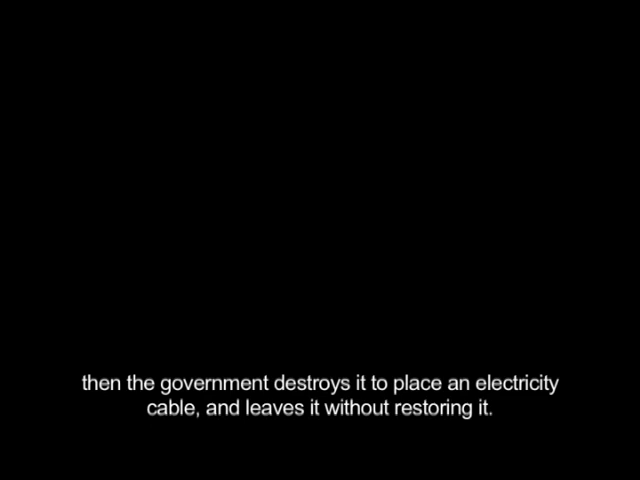 then the government destroys it to place an electricity
cable, and leaves it without restoring it.